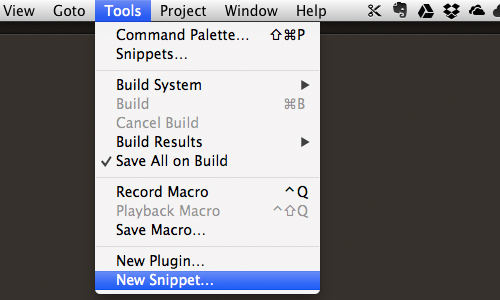 View Goto Tools Project Window Help
Command Palette... ⇧⌘P
Snippets...
Build System
Build ⌘B
Cancel Build
Build Results
Save All on Build
Record Macro ^Q
Playback Macro ^⇧Q
Save Macro...
New Plugin...
New Snippet...